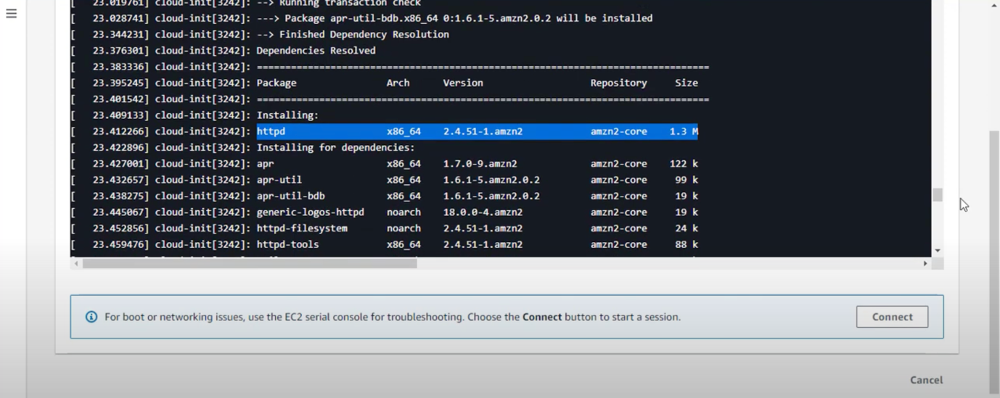 [ 23.019761] cloud-init[3242]: --> Running transaction check
[ 23.028741] cloud-init[3242]: ---> Package apr-util-bdb.x86_64 0:1.6.1-5.amzn2.0.2 will be installed
[ 23.344231] cloud-init[3242]: --> Finished Dependency Resolution
[ 23.376301] cloud-init[3242]: Dependencies Resolved
[ 23.383336] cloud-init[3242]: ================================================================================
[ 23.395245] cloud-init[3242]: Package Arch Version Repository Size
[ 23.401542] cloud-init[3242]: ================================================================================
[ 23.409133] cloud-init[3242]: Installing:
[ 23.412266] cloud-init[3242]: httpd x86_64 2.4.51-1.amzn2 amzn2-core 1.3 M
[ 23.422896] cloud-init[3242]: Installing for dependencies:
[ 23.427001] cloud-init[3242]: apr x86_64 1.7.0-9.amzn2 amzn2-core 122 k
[ 23.432657] cloud-init[3242]: apr-util x86_64 1.6.1-5.amzn2.0.2 amzn2-core 99 k
[ 23.438275] cloud-init[3242]: apr-util-bdb x86_64 1.6.1-5.amzn2.0.2 amzn2-core 19 k
[ 23.445067] cloud-init[3242]: generic-logos-httpd noarch 18.0.0-4.amzn2 amzn2-core 19 k
[ 23.452856] cloud-init[3242]: httpd-filesystem noarch 2.4.51-1.amzn2 amzn2-core 24 k
[ 23.459476] cloud-init[3242]: httpd-tools x86_64 2.4.51-1.amzn2 amzn2-core 88 k
For boot or networking issues, use the EC2 serial console for troubleshooting. Choose the Connect button to start a session.
Connect
Cancel